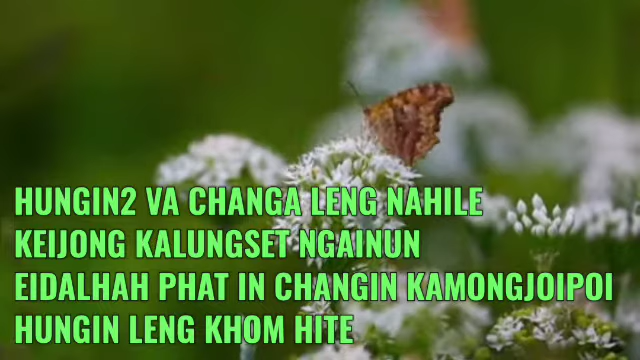 HUNGIN2 VA CHANGA LENG NAHILE
KEIJONG KALUNGSET NGAINUN
EIDALHAH PHAT IN CHANGIN KAMONGJOIPOI
HUNGIN LENG KHOM HITE